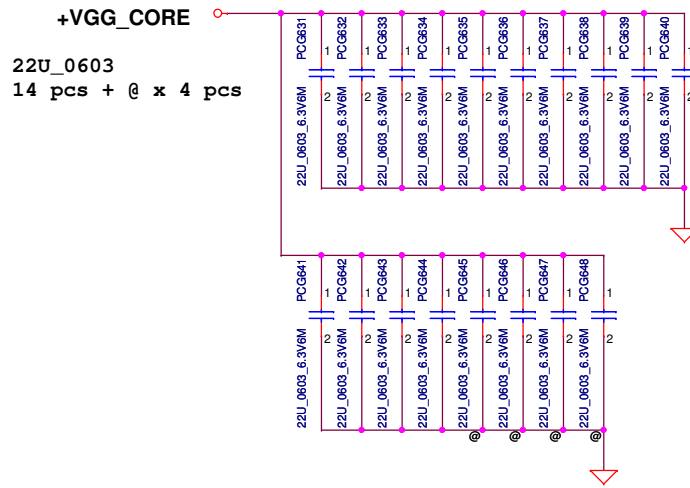 +VGG_CORE
22U_0603
14 pcs + @ x 4 pcs
PCG631
PCG632
PCG633
PCG634
PCG635
PCG636
PCG637
PCG638
PCG639
PCG640
1 1 1 1 1 1 1 1 1 1
2 2 2 2 2 2 2 2 2 2
22U_0603_6.3V6M
22U_0603_6.3V6M
22U_0603_6.3V6M
22U_0603_6.3V6M
22U_0603_6.3V6M
22U_0603_6.3V6M
22U_0603_6.3V6M
22U_0603_6.3V6M
22U_0603_6.3V6M
22U_0603_6.3V6M
PCG641
PCG642
PCG643
PCG644
PCG645
PCG646
PCG647
PCG648
1 1 1 1 1 1 1 1
2 2 2 2 2 2 2 2
22U_0603_6.3V6M
22U_0603_6.3V6M
22U_0603_6.3V6M
22U_0603_6.3V6M
22U_0603_6.3V6M
22U_0603_6.3V6M
22U_0603_6.3V6M
22U_0603_6.3V6M
@ @ @ @